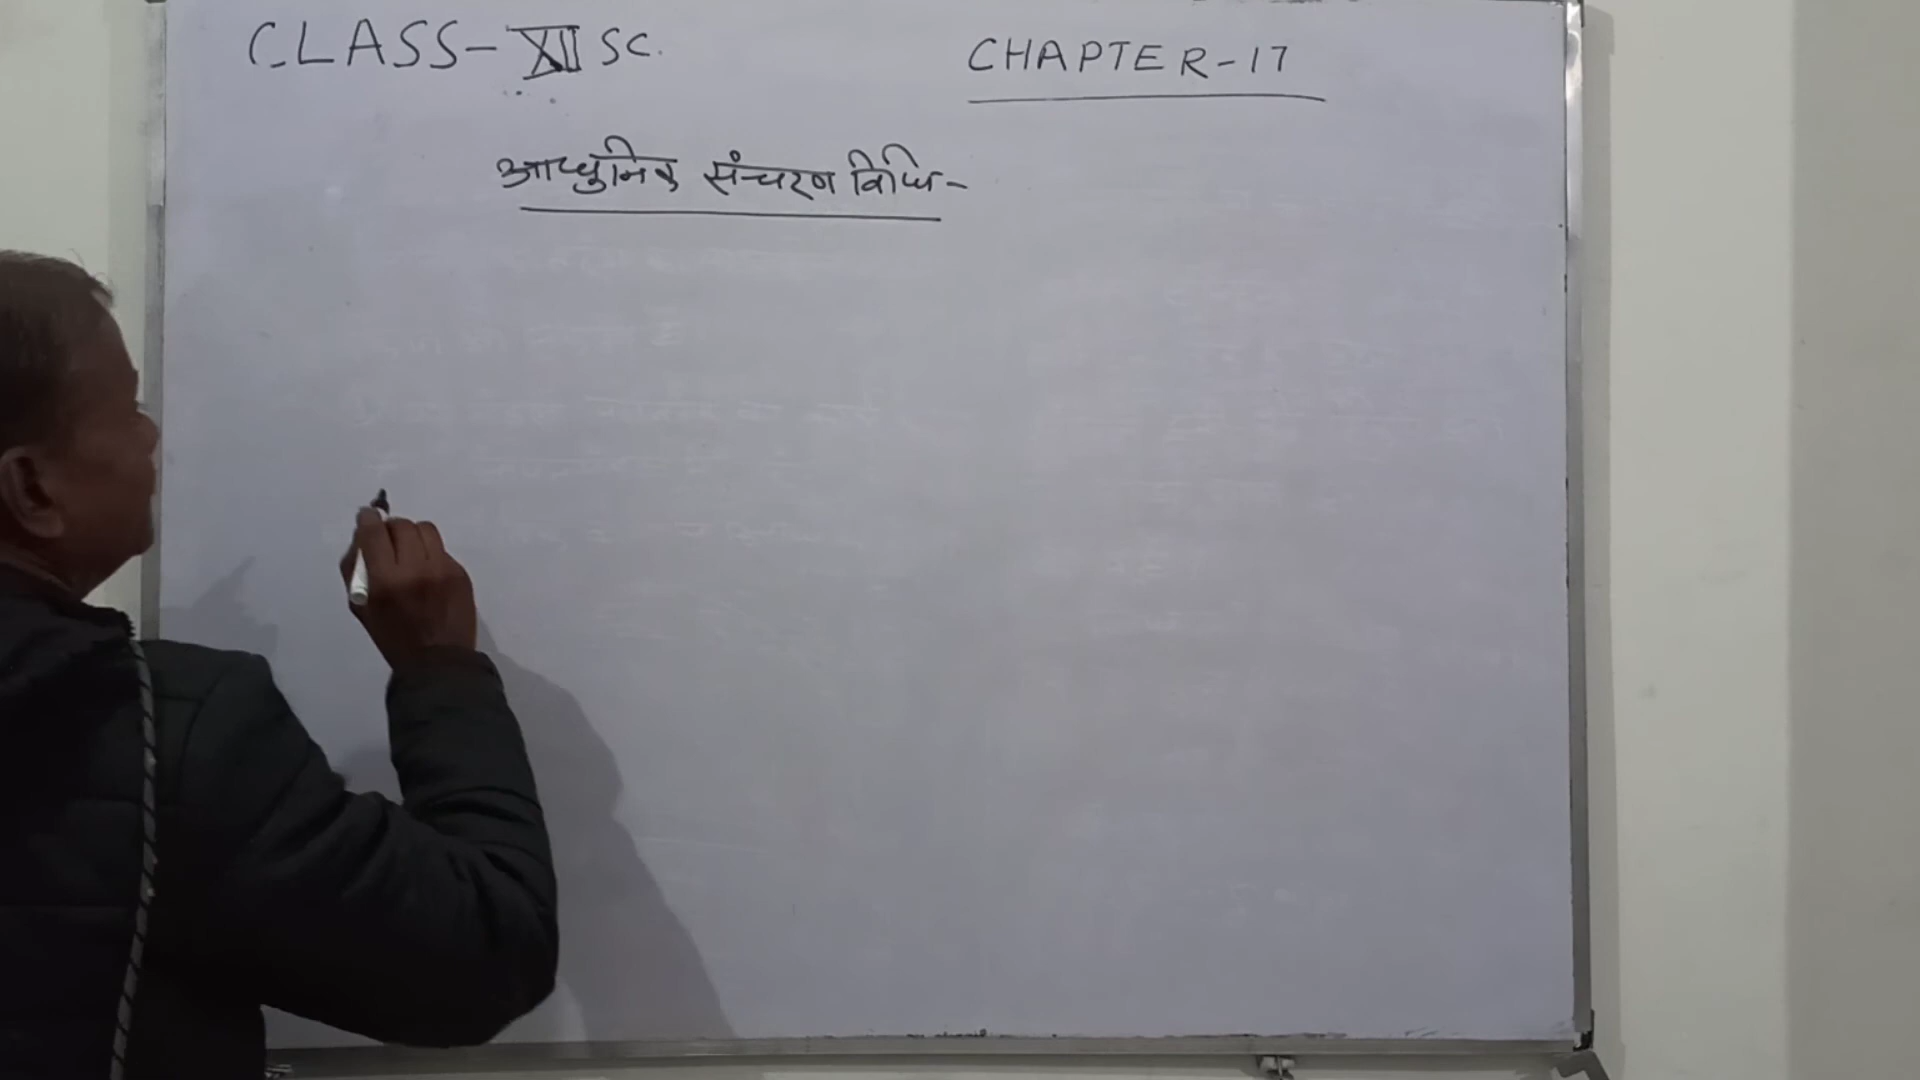 CLASS-XII SC.
CHAPTER-17
आधुनिक संचरण विधि-